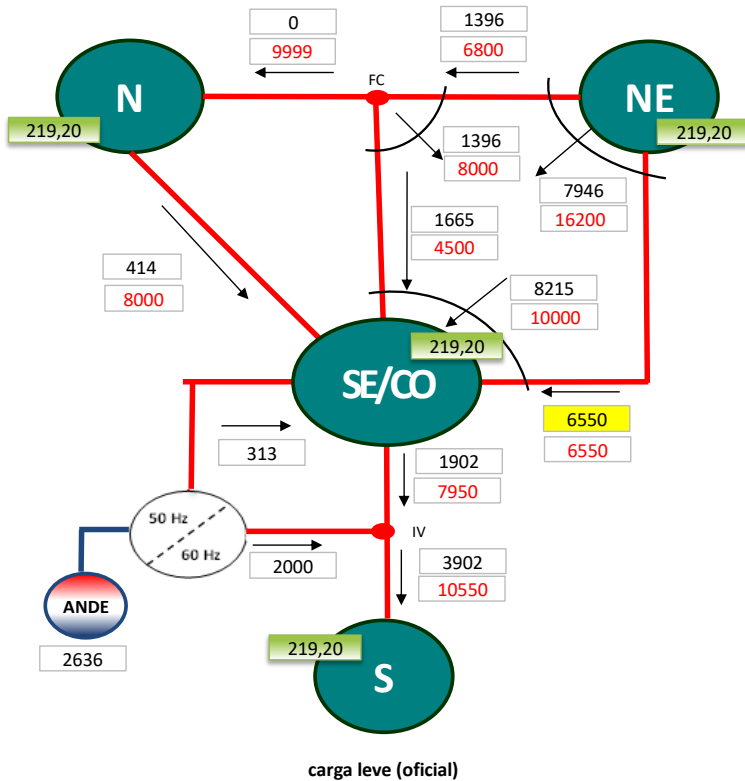 0
9999
1396
6800
FC
N
NE
219,20
219,20
1396
8000
7946
16200
1665
4500
414
8000
8215
10000
219,20
SE/CO
6550
6550
313
1902
7950
50 Hz
60 Hz
IV
2000
3902
10550
ANDE
2636
219,20
S
carga leve (oficial)